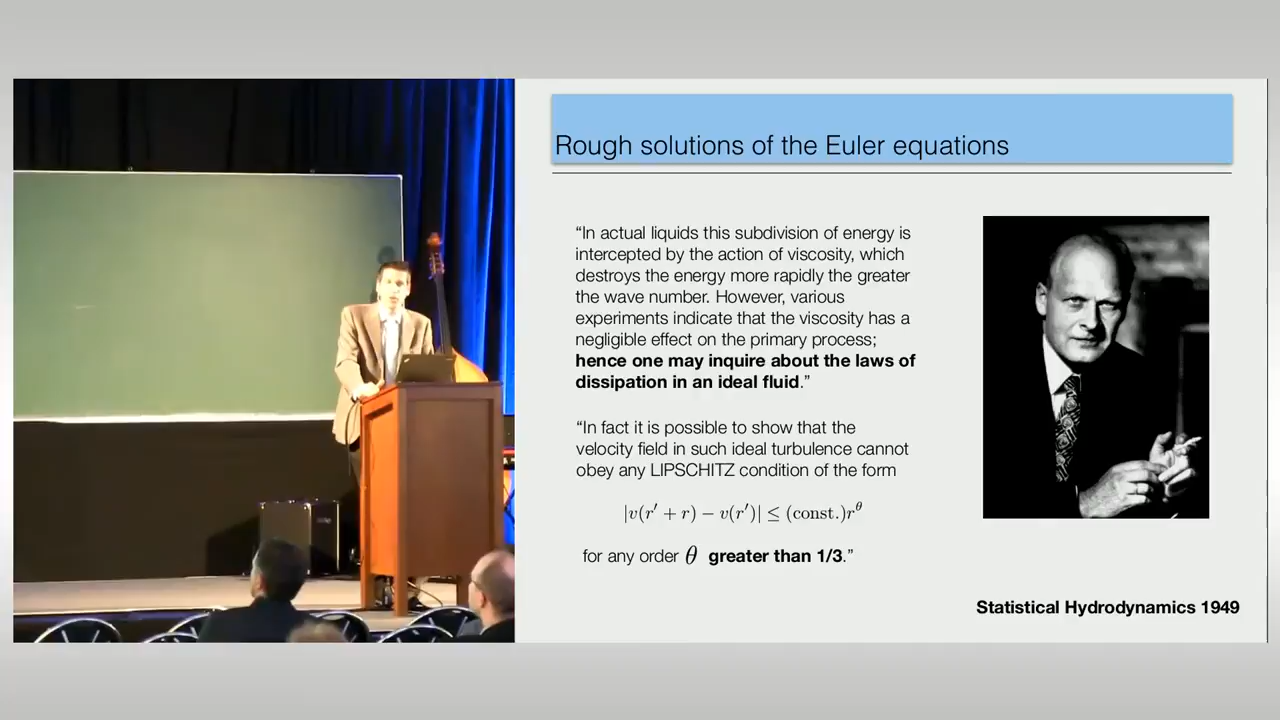 Rough solutions of the Euler equations
“In actual liquids this subdivision of energy is
intercepted by the action of viscosity, which
destroys the energy more rapidly the greater
the wave number. However, various
experiments indicate that the viscosity has a
negligible effect on the primary process;
hence one may inquire about the laws of
dissipation in an ideal fluid.”
“In fact it is possible to show that the
velocity field in such ideal turbulence cannot
obey any LIPSCHITZ condition of the form
|v(r′ + r) − v(r′)| ≤ (const.)r^θ
for any order θ greater than 1/3.”
Statistical Hydrodynamics 1949